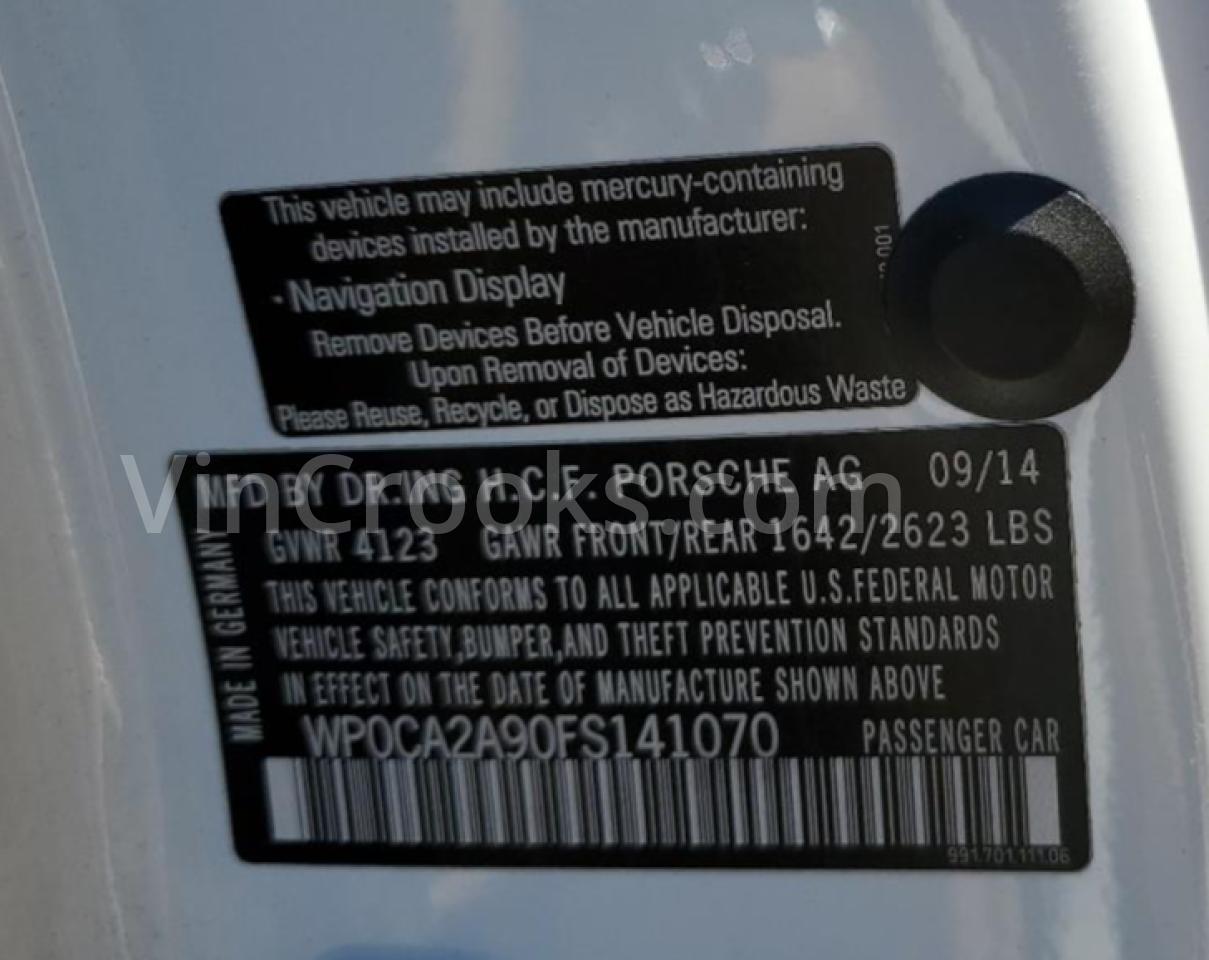 This vehicle may include mercury-containing
devices installed by the manufacturer:
· Navigation Display
Remove Devices Before Vehicle Disposal.
Upon Removal of Devices:
Please Reuse, Recycle, or Dispose as Hazardous Waste
001
VinCrooks.com
MFD BY DR.ING H.C.F. PORSCHE AG 09/14
GVWR 4123 GAWR FRONT/REAR 1642/2623 LBS
THIS VEHICLE CONFORMS TO ALL APPLICABLE U.S.FEDERAL MOTOR
VEHICLE SAFETY,BUMPER,AND THEFT PREVENTION STANDARDS
IN EFFECT ON THE DATE OF MANUFACTURE SHOWN ABOVE
MADE IN GERMANY
WP0CA2A90FS141070 PASSENGER CAR
991.701.111.06